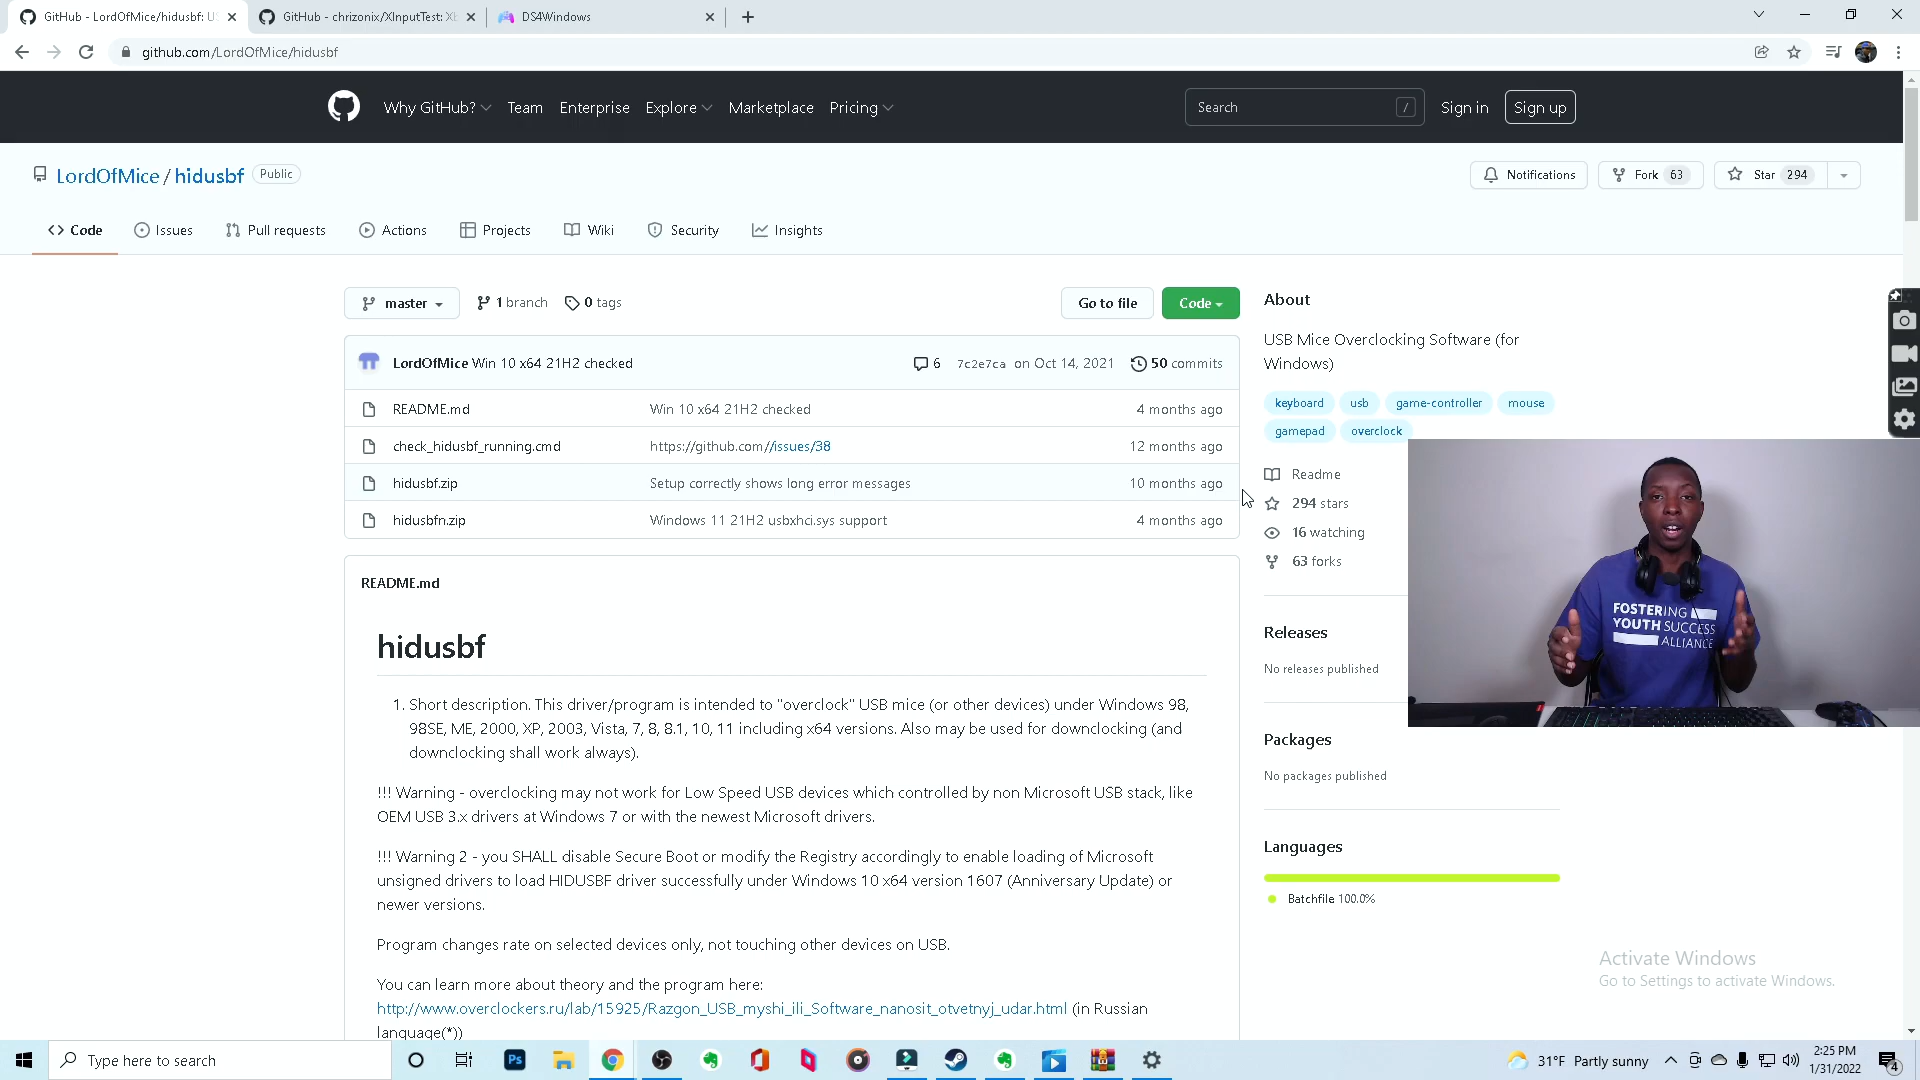 GitHub - LordOfMice/hidusbf: U
GitHub - chrizonix/XInputTest: Xb
DS4Windows
github.com/LordOfMice/hidusbf
Why GitHub?
Team
Enterprise
Explore
Marketplace
Pricing
Search
/
Sign in
Sign up
LordOfMice / hidusbf
Public
Notifications
Fork 63
Star 294
Code
Issues
Pull requests
Actions
Projects
Wiki
Security
Insights
master
1 branch
0 tags
Go to file
Code
LordOfMice Win 10 x64 21H2 checked
6
7c2e7ca on Oct 14, 2021
50 commits
README.md
Win 10 x64 21H2 checked
4 months ago
check_hidusbf_running.cmd
https://github.com//issues/38
12 months ago
hidusbf.zip
Setup correctly shows long error messages
10 months ago
hidusbfn.zip
Windows 11 21H2 usbxhci.sys support
4 months ago
README.md
hidusbf
1. Short description. This driver/program is intended to "overclock" USB mice (or other devices) under Windows 98,
98SE, ME, 2000, XP, 2003, Vista, 7, 8, 8.1, 10, 11 including x64 versions. Also may be used for downclocking (and
downclocking shall work always).
!!! Warning - overclocking may not work for Low Speed USB devices which controlled by non Microsoft USB stack, like
OEM USB 3.x drivers at Windows 7 or with the newest Microsoft drivers.
!!! Warning 2 - you SHALL disable Secure Boot or modify the Registry accordingly to enable loading of Microsoft
unsigned drivers to load HIDUSBF driver successfully under Windows 10 x64 version 1607 (Anniversary Update) or
newer versions.
Program changes rate on selected devices only, not touching other devices on USB.
You can learn more about theory and the program here:
http://www.overclockers.ru/lab/15925/Razgon_USB_myshi_ili_Software_nanosit_otvetnyj_udar.html (in Russian
language(*))
About
USB Mice Overclocking Software (for
Windows)
keyboard
usb
game-controller
mouse
gamepad
overclock
Readme
294 stars
16 watching
63 forks
Releases
No releases published
Packages
No packages published
Languages
Batchfile 100.0%
FOSTERING
YOUTH SUCCESS
ALLIANCE
Activate Windows
Go to Settings to activate Windows.
Type here to search
Ps
31°F Partly sunny
2:25 PM
1/31/2022
4